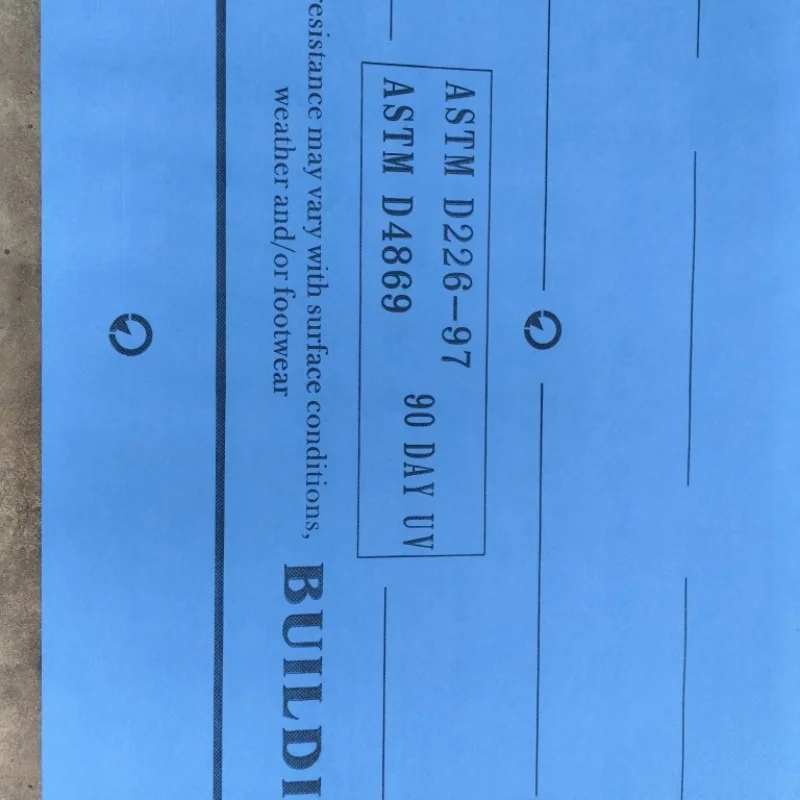 ASTM D226-97
ASTM D4869
90 DAY UV
resistance may vary with surface conditions,
weather and/or footwear
BUILDI